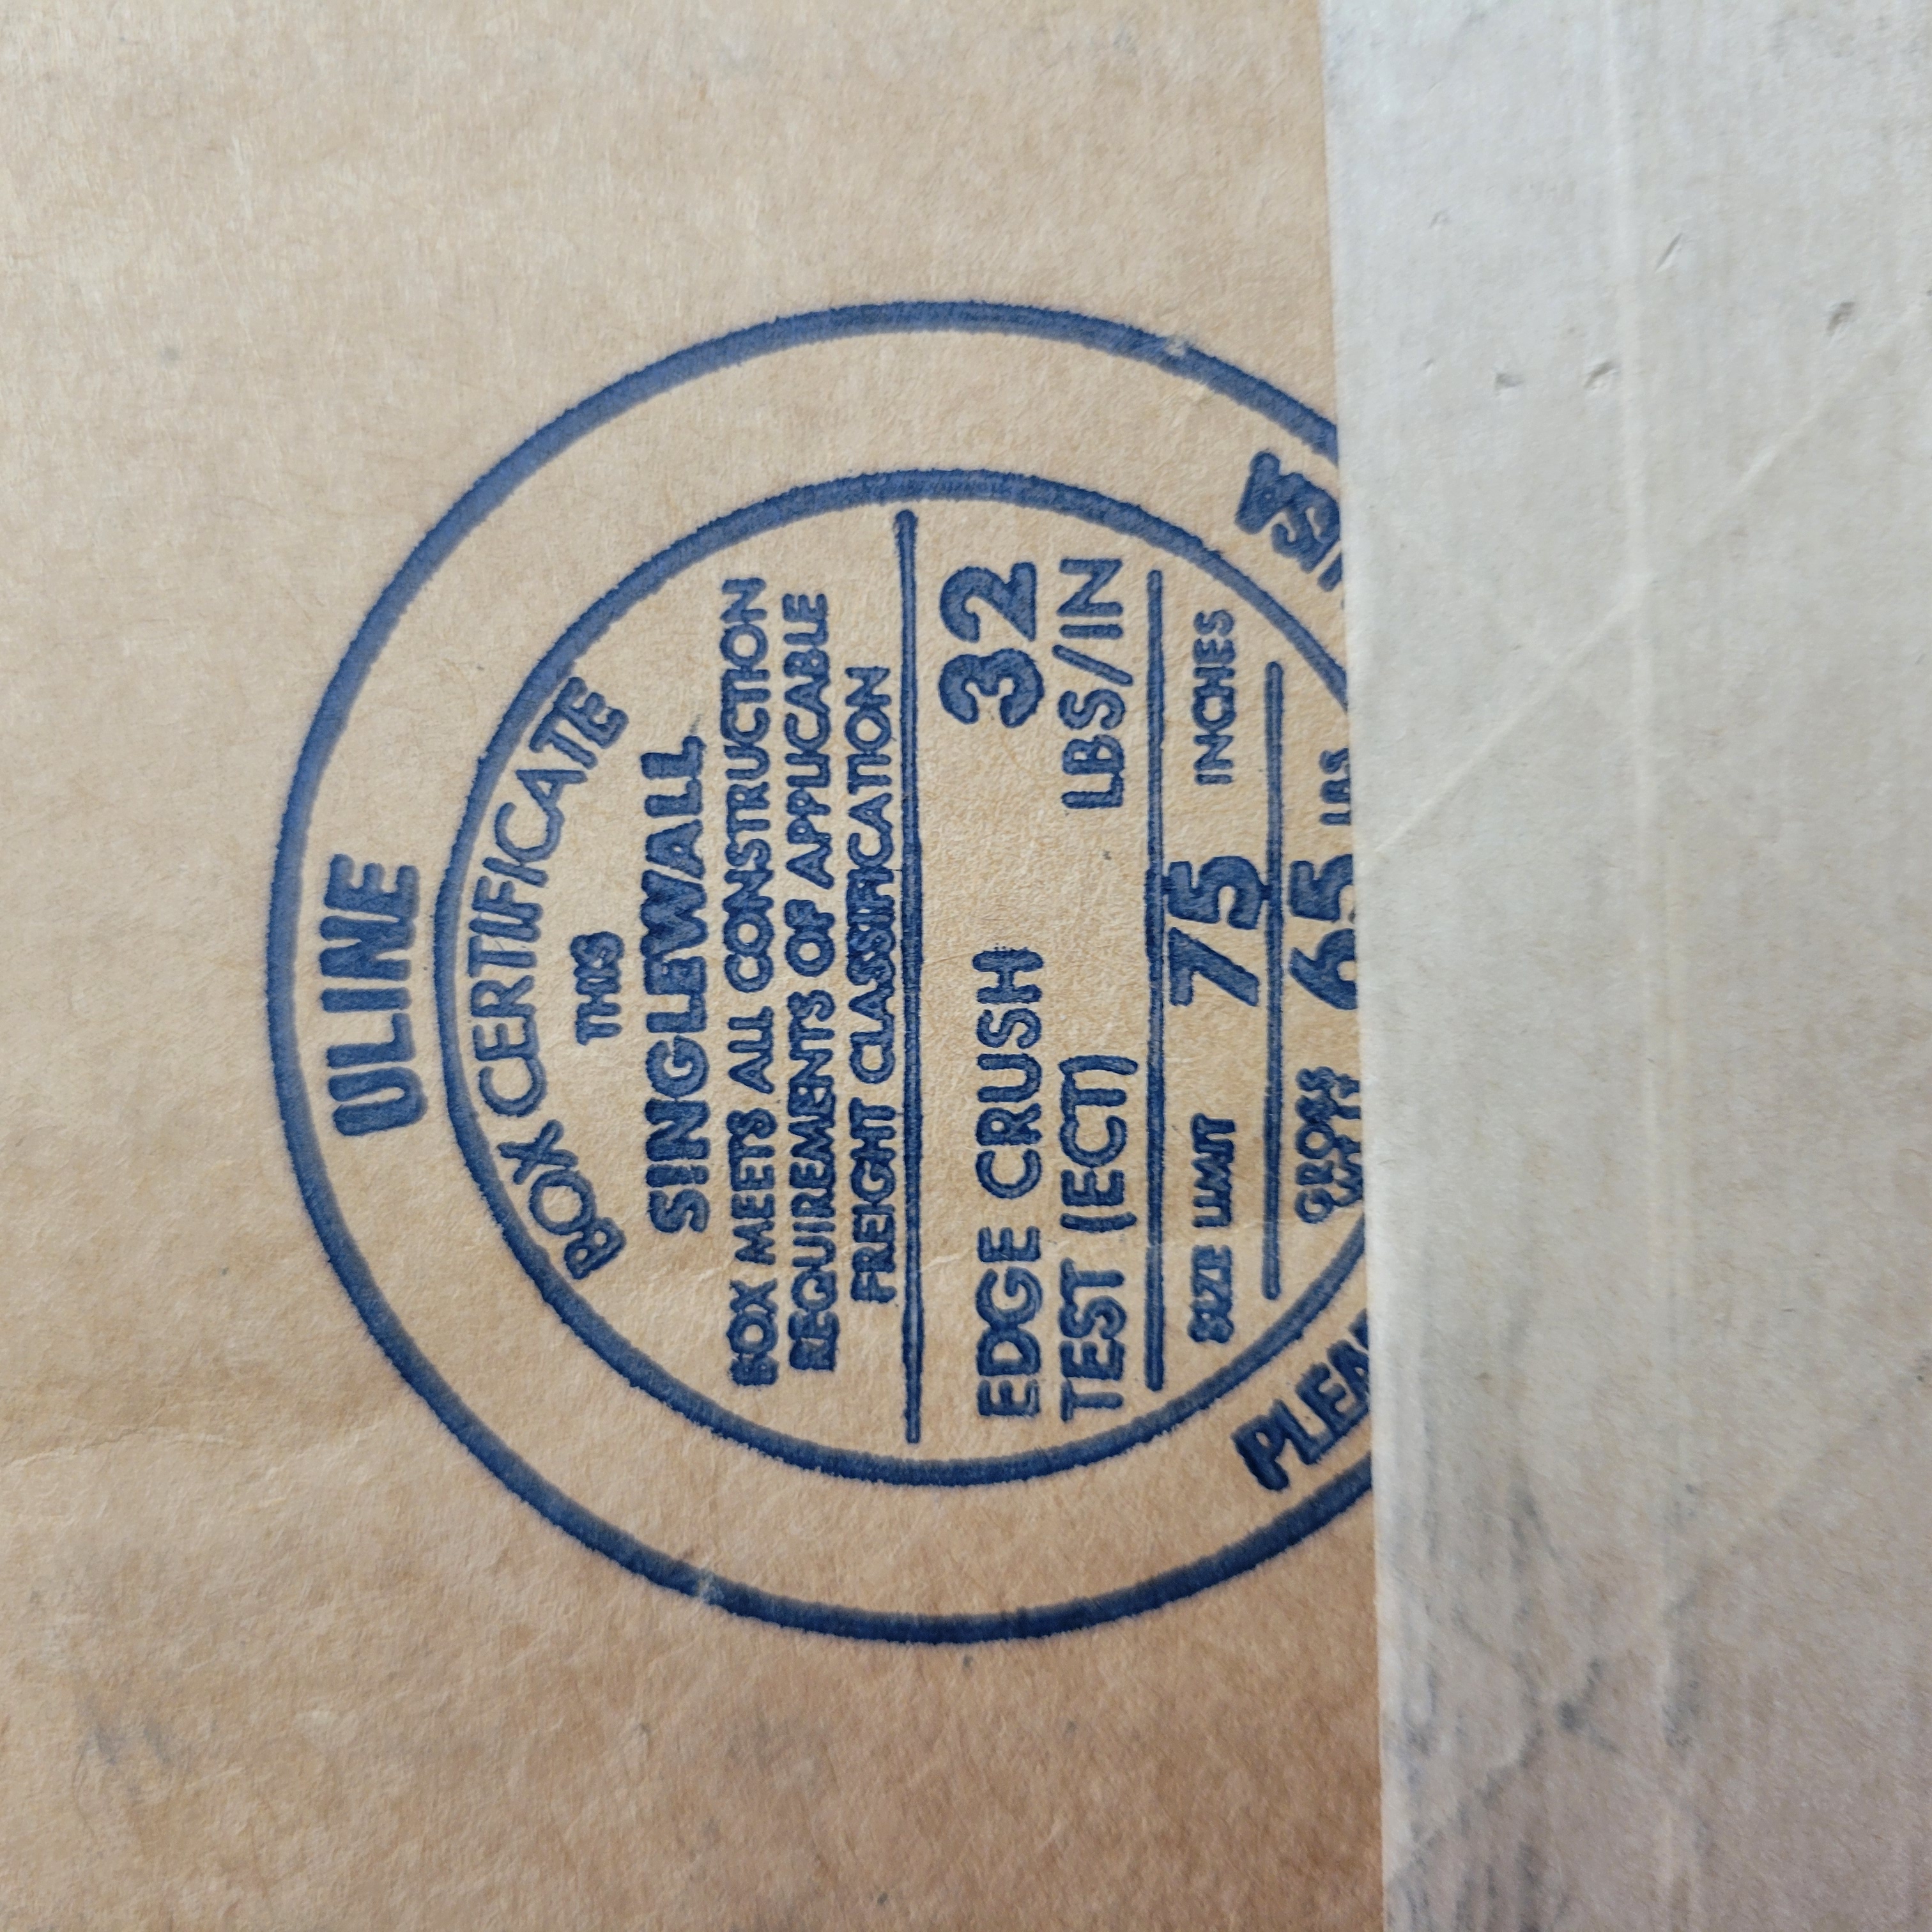 ULINE
BOX CERTIFICATE
THIS
SINGLEWALL
BOX MEETS ALL CONSTRUCTION
REQUIREMENTS OF APPLICABLE
FREIGHT CLASSIFICATION
EDGE CRUSH 32
TEST (ECT) LBS/IN
SIZE LIMIT 75 INCHES
GROSS WT 65 LBS